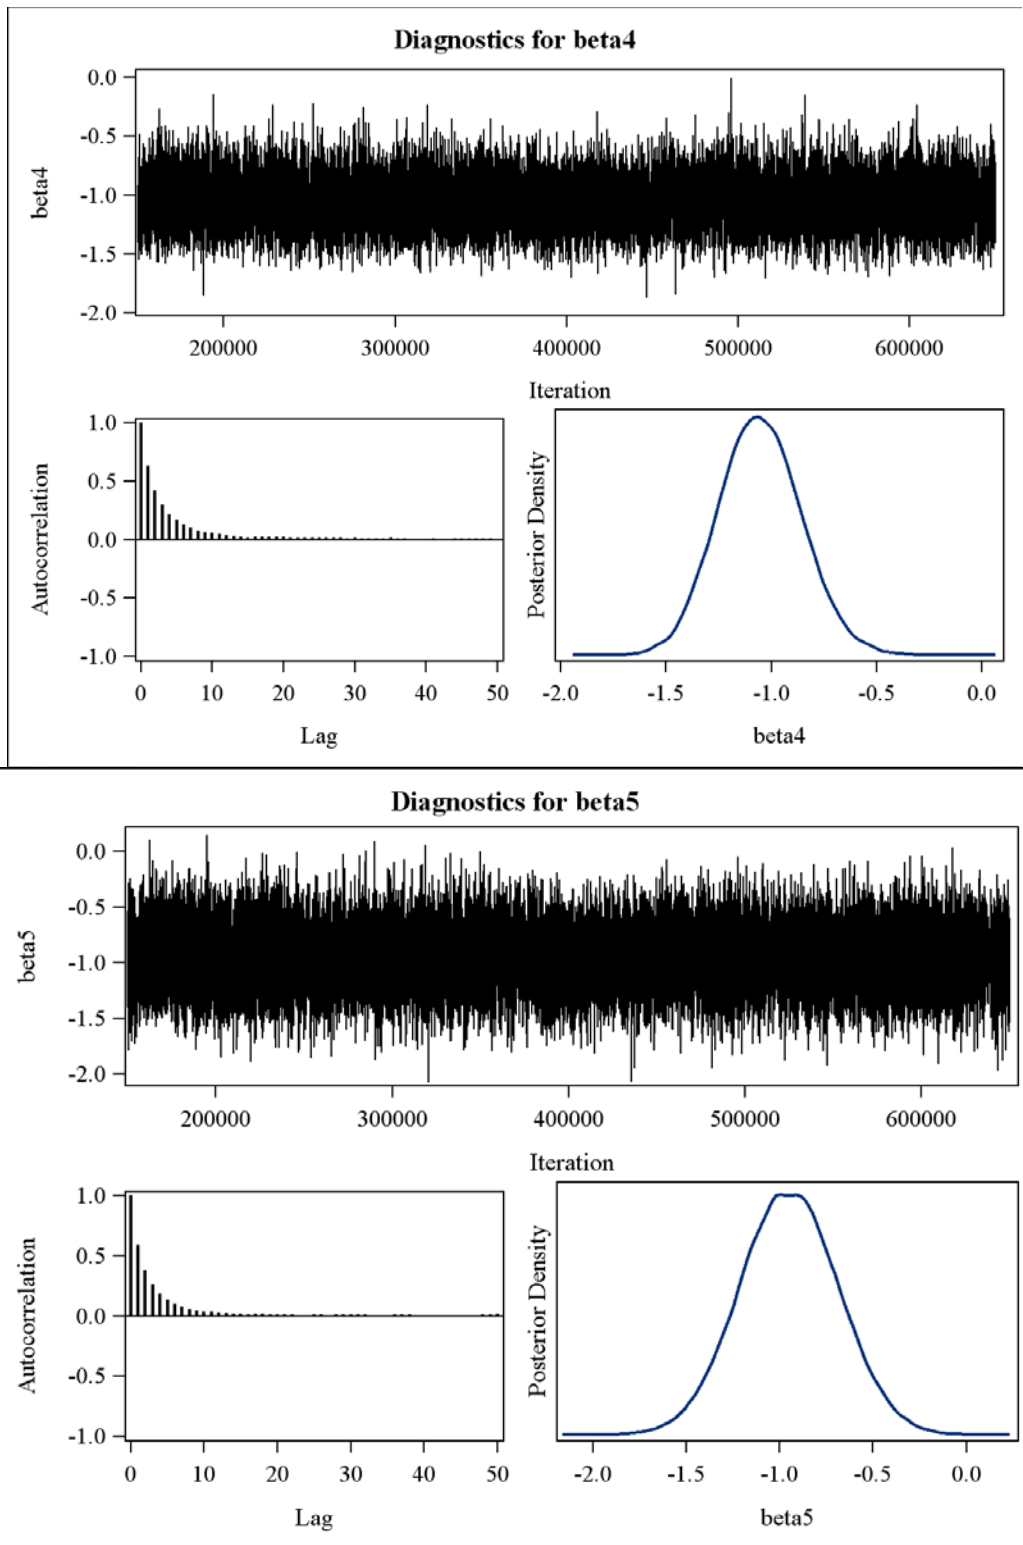 Diagnostics for beta4
0.0
-0.5
-1.0
-1.5
-2.0
beta4
200000 300000 400000 500000 600000
Iteration
1.0
0.5
0.0
-0.5
-1.0
Autocorrelation
0 10 20 30 40 50
Lag
Posterior Density
-2.0 -1.5 -1.0 -0.5 0.0
beta4
Diagnostics for beta5
0.0
-0.5
-1.0
-1.5
-2.0
beta5
200000 300000 400000 500000 600000
Iteration
1.0
0.5
0.0
-0.5
-1.0
Autocorrelation
0 10 20 30 40 50
Lag
Posterior Density
-2.0 -1.5 -1.0 -0.5 0.0
beta5